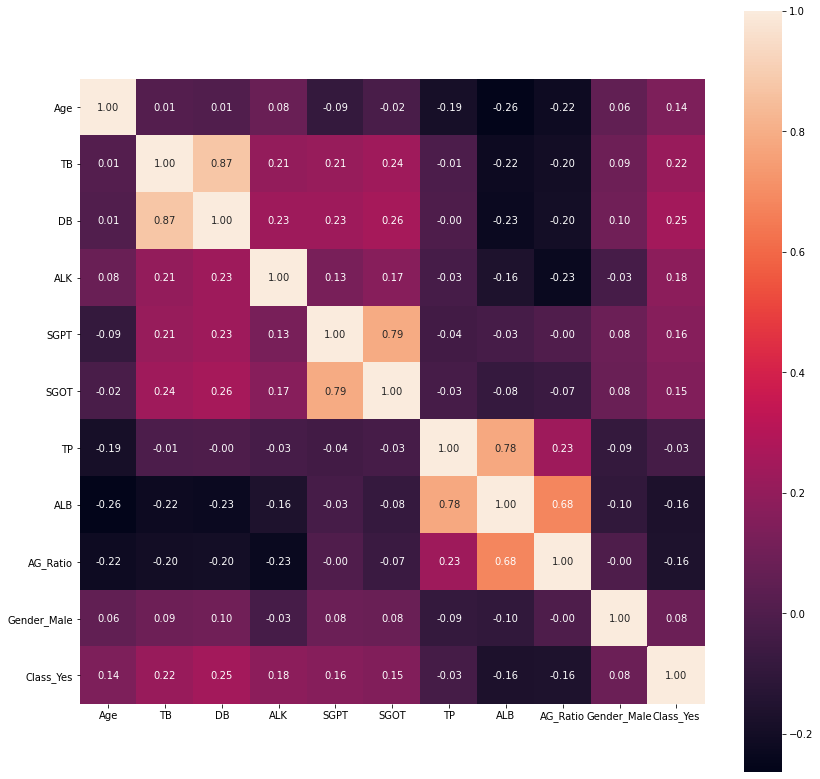 Age 1.00 0.01 0.01 0.08 -0.09 -0.02 -0.19 -0.26 -0.22 0.06 0.14
TB 0.01 1.00 0.87 0.21 0.21 0.24 -0.01 -0.22 -0.20 0.09 0.22
DB 0.01 0.87 1.00 0.23 0.23 0.26 -0.00 -0.23 -0.20 0.10 0.25
ALK 0.08 0.21 0.23 1.00 0.13 0.17 -0.03 -0.16 -0.23 -0.03 0.18
SGPT -0.09 0.21 0.23 0.13 1.00 0.79 -0.04 -0.03 -0.00 0.08 0.16
SGOT -0.02 0.24 0.26 0.17 0.79 1.00 -0.03 -0.08 -0.07 0.08 0.15
TP -0.19 -0.01 -0.00 -0.03 -0.04 -0.03 1.00 0.78 0.23 -0.09 -0.03
ALB -0.26 -0.22 -0.23 -0.16 -0.03 -0.08 0.78 1.00 0.68 -0.10 -0.16
AG_Ratio -0.22 -0.20 -0.20 -0.23 -0.00 -0.07 0.23 0.68 1.00 -0.00 -0.16
Gender_Male 0.06 0.09 0.10 -0.03 0.08 0.08 -0.09 -0.10 -0.00 1.00 0.08
Class_Yes 0.14 0.22 0.25 0.18 0.16 0.15 -0.03 -0.16 -0.16 0.08 1.00
Age TB DB ALK SGPT SGOT TP ALB AG_Ratio Gender_Male Class_Yes
1.0
0.8
0.6
0.4
0.2
0.0
−0.2